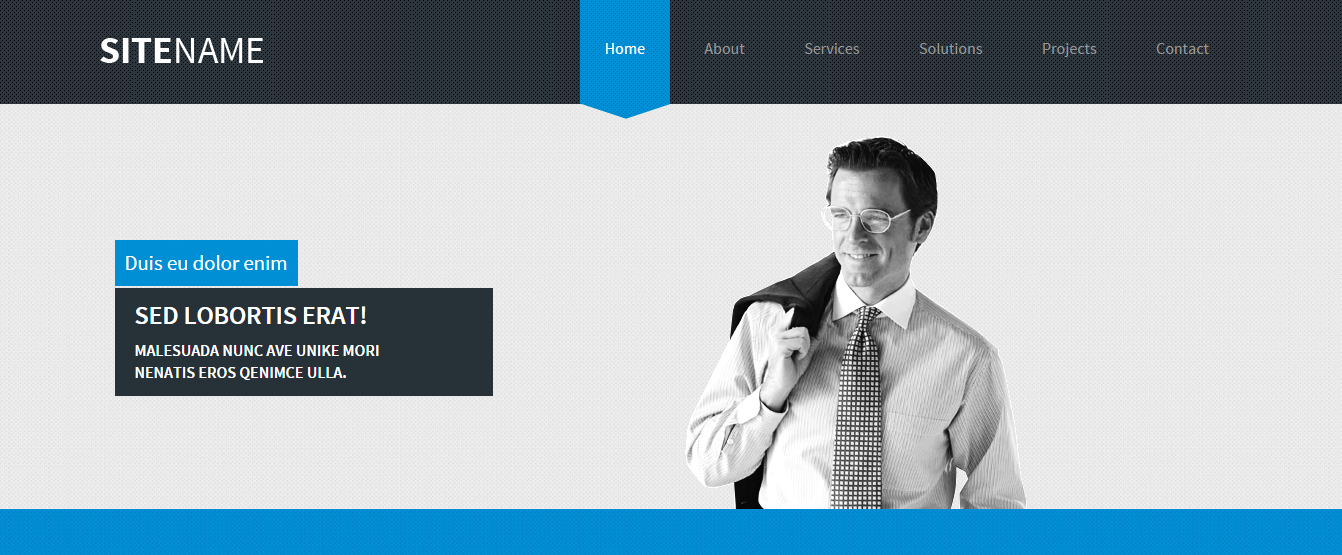 SITENAME
Home About Services Solutions Projects Contact
Duis eu dolor enim
SED LOBORTIS ERAT!
MALESUADA NUNC AVE UNIKE MORI
NENATIS EROS QENIMCE ULLA.